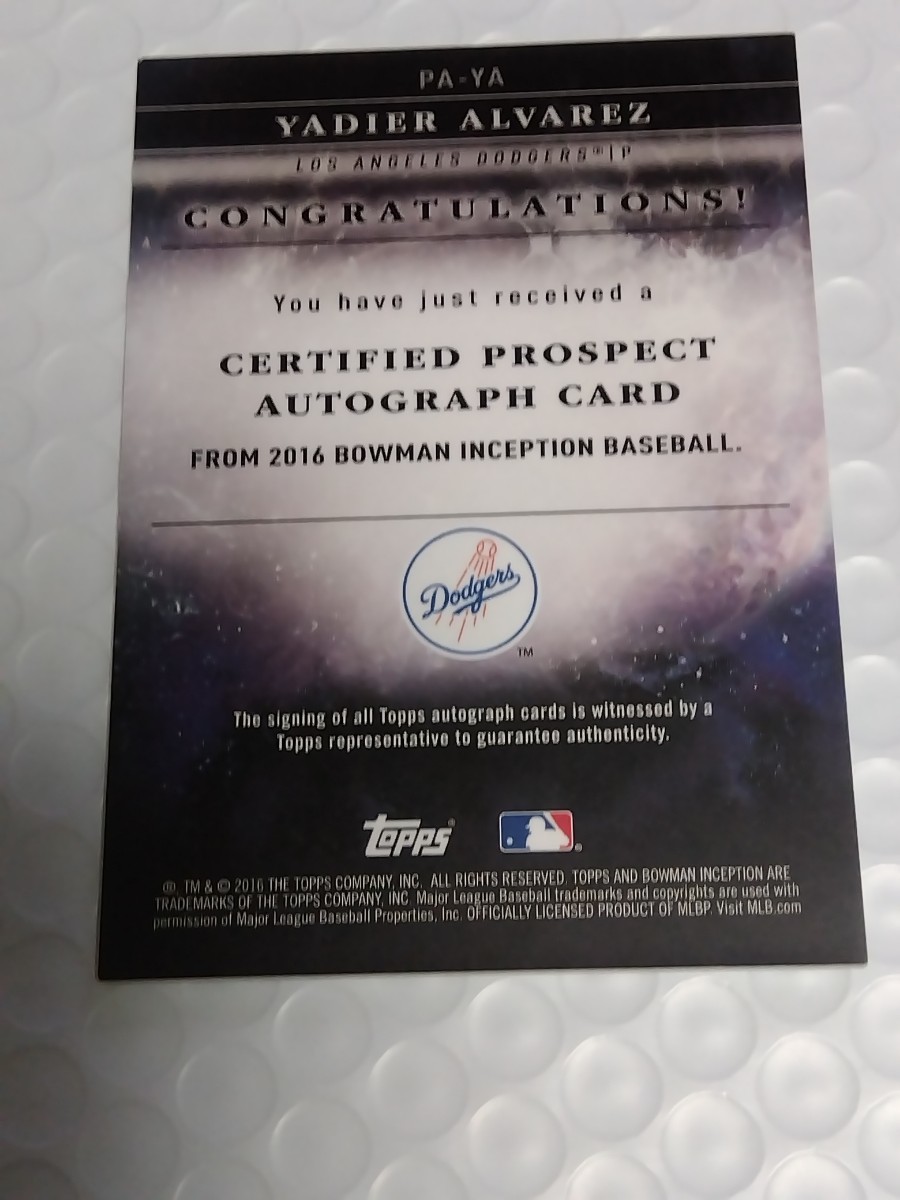 PA-YA
YADIER ALVAREZ
LOS ANGELES DODGERS®|P
CONGRATULATIONS!
You have just received a
CERTIFIED PROSPECT
AUTOGRAPH CARD
FROM 2016 BOWMAN INCEPTION BASEBALL.
Dodgers
TM
The signing of all Topps autograph cards is witnessed by a
Topps representative to guarantee authenticity.
Topps®
®, TM & © 2016 THE TOPPS COMPANY, INC. ALL RIGHTS RESERVED. TOPPS AND BOWMAN INCEPTION ARE
TRADEMARKS OF THE TOPPS COMPANY, INC. Major League Baseball trademarks and copyrights are used with
permission of Major League Baseball Properties, Inc. OFFICIALLY LICENSED PRODUCT OF MLBP. Visit MLB.com